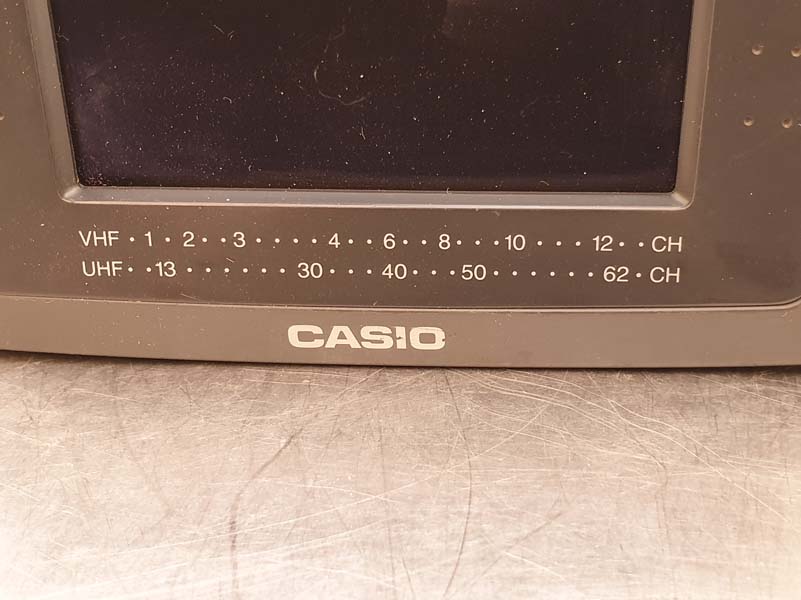 VHF · 1 · 2 · · 3 · · · · 4 · · 6 · · 8 · · · 10 · · · 12 · · CH
UHF · · 13 · · · · · · · 30 · · · 40 · · · 50 · · · · · · · 62 · CH
CASIO